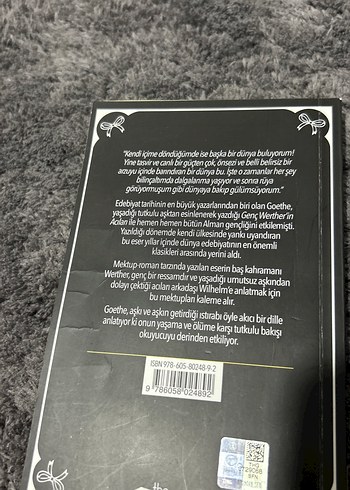 "Kendi içime döndüğümde ise başka bir dünya buluyorum!
Yine tasvir ve canlı bir güçten çok, önsezi ve belli belirsiz bir
arzuyu içinde barındıran bir dünya bu. İşte o zamanlar her şey
bilinçaltımda dalgalanma yaşıyor ve sonra rüya
görüyormuşum gibi dünyaya bakıp gülümsüyorum."
Edebiyat tarihinin en büyük yazarlarından biri olan Goethe,
yaşadığı tutkulu aşktan esinlenerek yazdığı Genç Werther'in
Acıları ile hemen hemen bütün Alman gençliğini etkilemişti.
Yazıldığı dönemde kendi ülkesinde yankı uyandıran
bu eser yıllar içinde dünya edebiyatının en önemli
klasikleri arasında yerini aldı.
Mektup-roman tarzında yazılan eserin baş kahramanı
Werther, genç bir ressamdır ve yaşadığı umutsuz aşkından
dolayı çektiği acıları arkadaşı Wilhelm'e anlatmak için
bu mektupları kaleme alır.
Goethe, aşkı ve aşkın getirdiği ıstırabı öyle akıcı bir dille
anlatıyor ki onun yaşama ve ölüme karşı tutkulu bakışı
okuyucuyu derinden etkiliyor.
ISBN 978-605-80248-9-2
9 786058 024892